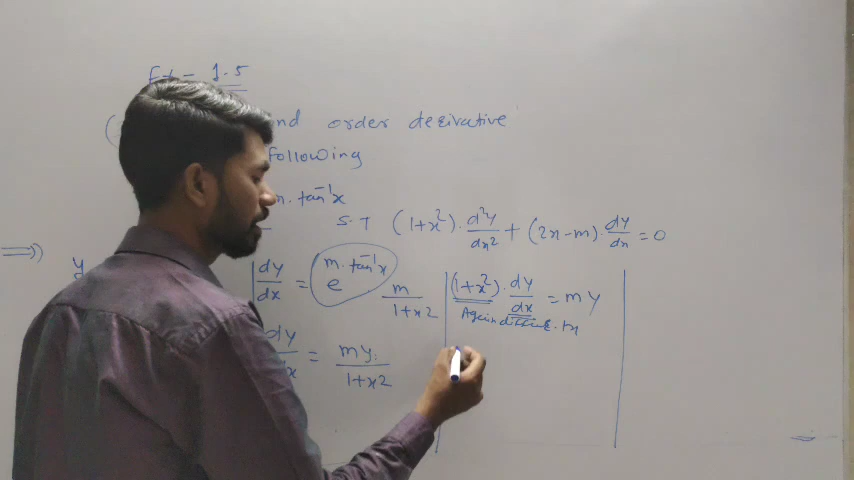 Ex - 1.5
nd order derivative
following
m. tan⁻¹x
S.T (1+x²). d²y/dx² + (2x-m). dy/dx = 0
y
dy/dx = e^(m. tan⁻¹x) m/1+x2
dy/dx = my/1+x2
(1+x²). dy/dx = my
Again diff